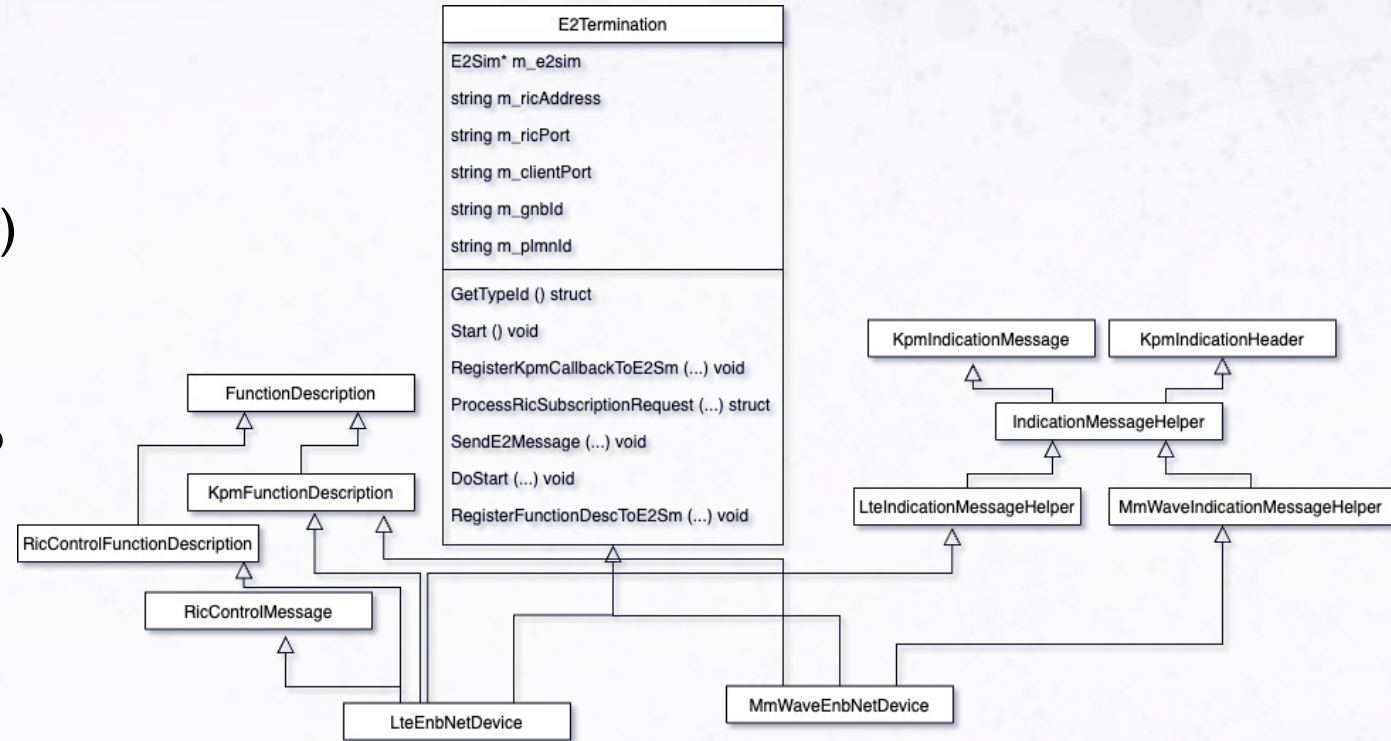 E2Termination
E2Sim* m_e2sim
string m_ricAddress
string m_ricPort
string m_clientPort
string m_gnbId
string m_plmnId
GetTypeId () struct
Start () void
RegisterKpmCallbackToE2Sm (...) void
ProcessRicSubscriptionRequest (...) struct
SendE2Message (...) void
DoStart (...) void
RegisterFunctionDescToE2Sm (...) void
)
FunctionDescription
KpmFunctionDescription
RicControlFunctionDescription
RicControlMessage
LteEnbNetDevice
MmWaveEnbNetDevice
KpmIndicationMessage
KpmIndicationHeader
IndicationMessageHelper
LteIndicationMessageHelper
MmWaveIndicationMessageHelper